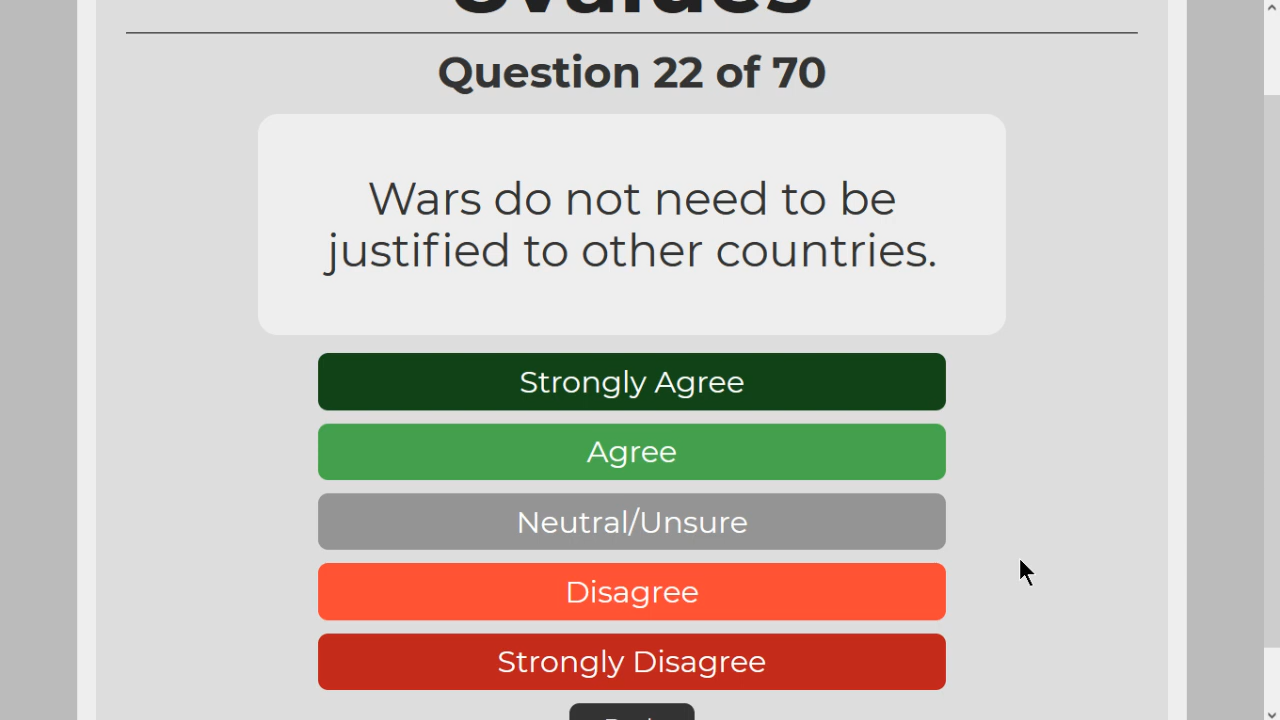 Question 22 of 70
Wars do not need to be
justified to other countries.
Strongly Agree
Agree
Neutral/Unsure
Disagree
Strongly Disagree